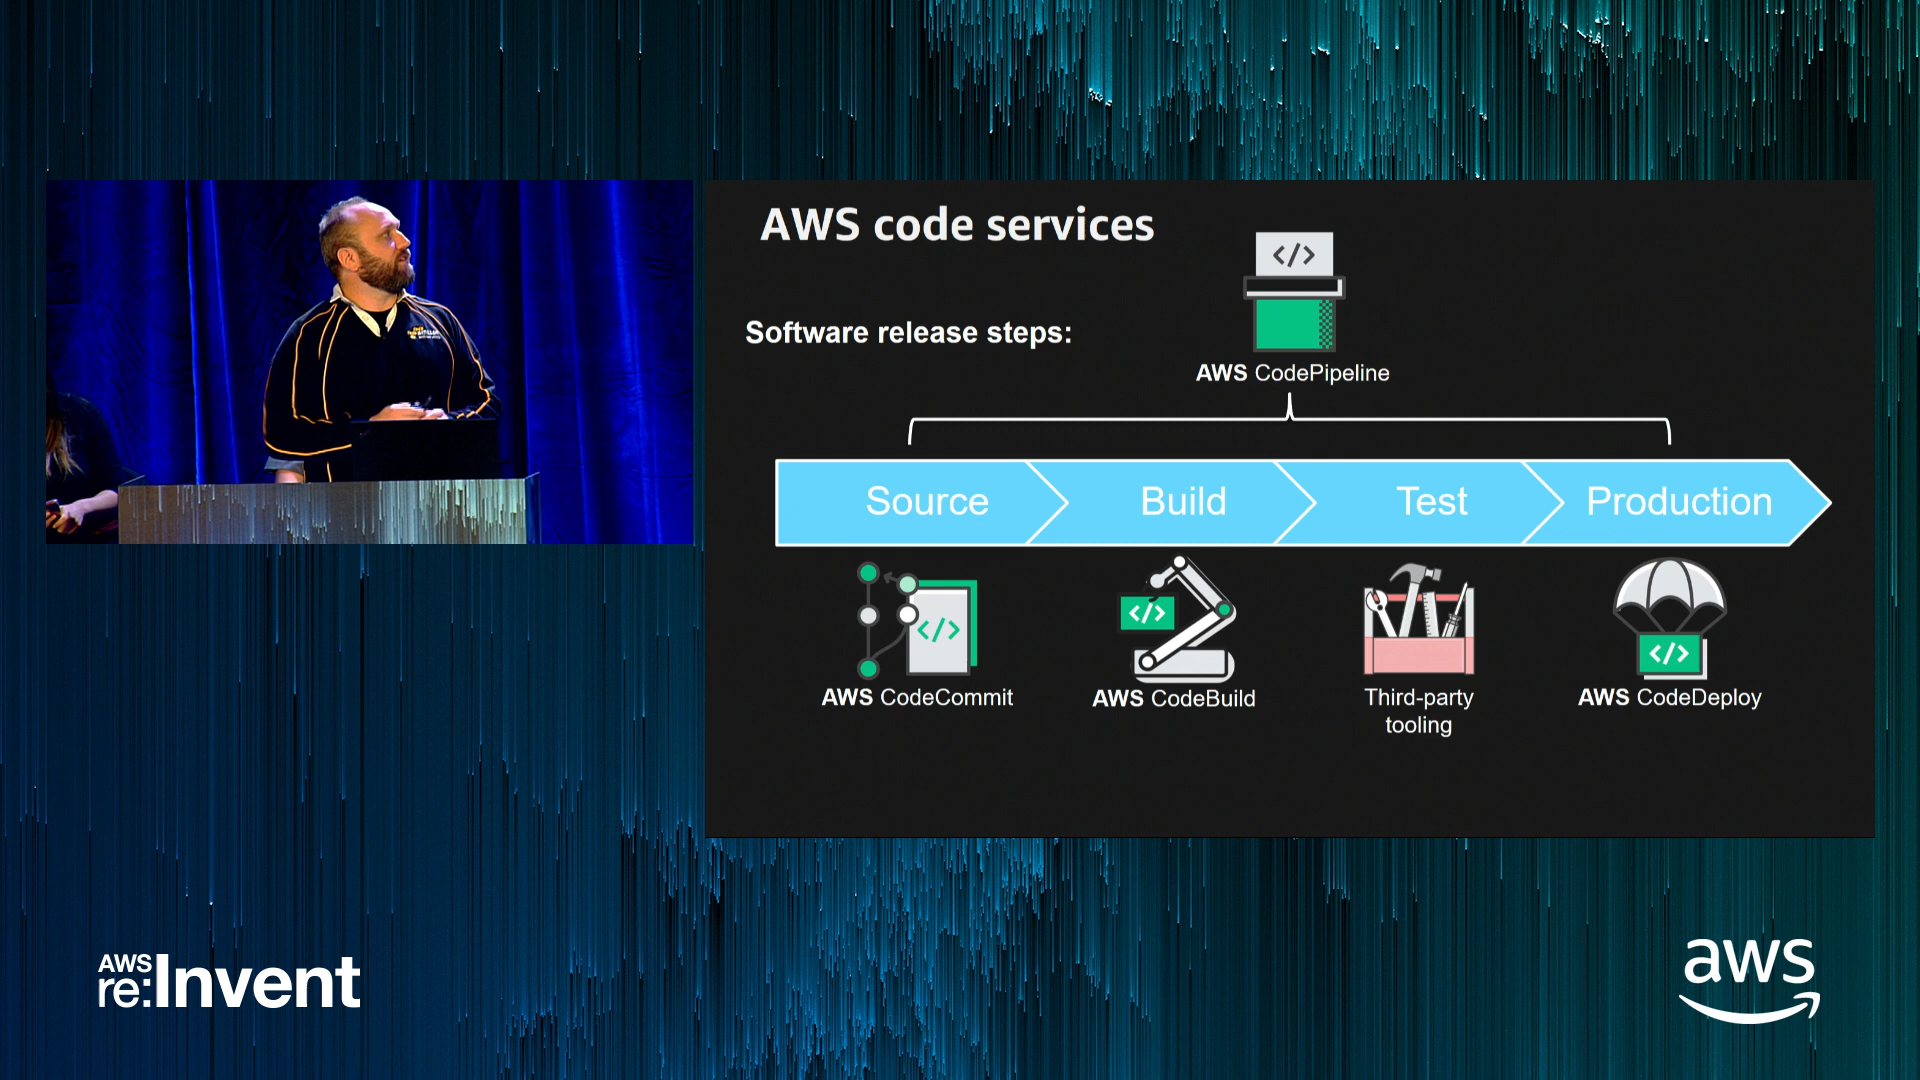 AWS code services
</>
Software release steps:
AWS CodePipeline
Source
Build
Test
Production
</>
</>
</>
AWS CodeCommit
AWS CodeBuild
Third-party
tooling
AWS CodeDeploy
AWS
re:Invent
aws